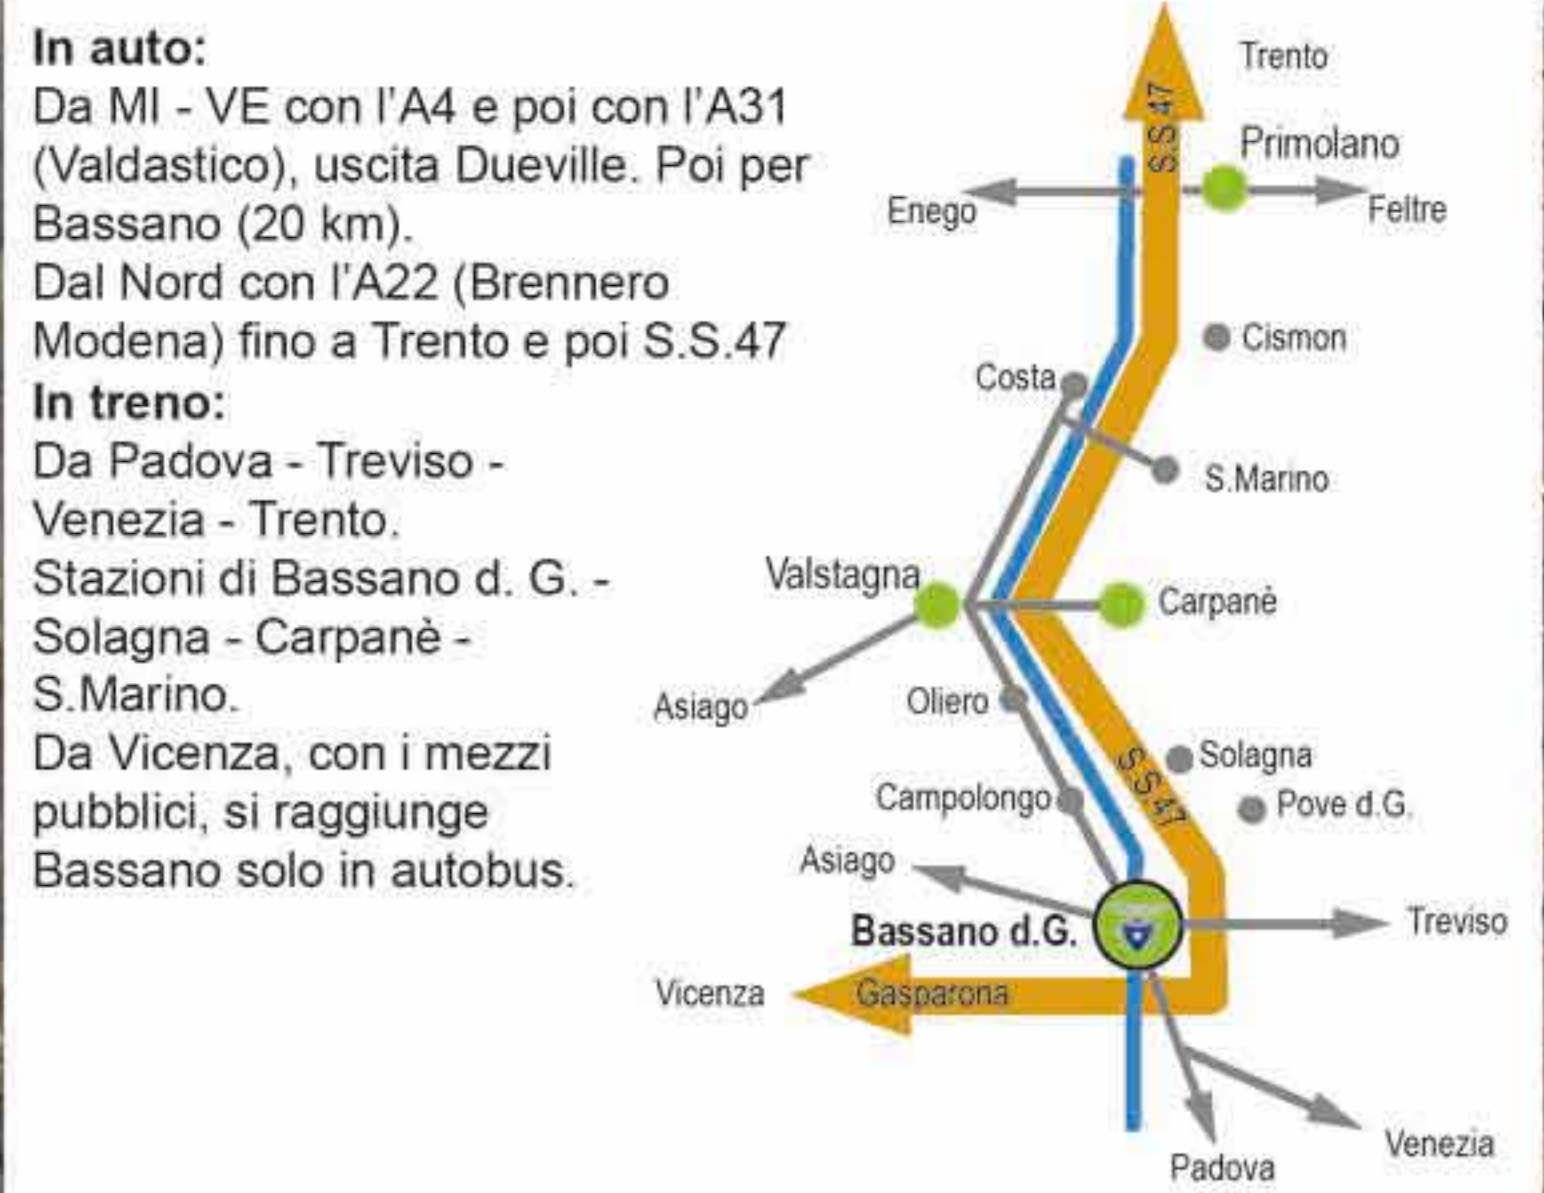 In auto:
Da MI - VE con l'A4 e poi con l'A31
(Valdastico), uscita Dueville. Poi per
Bassano (20 km).
Dal Nord con l'A22 (Brennero
Modena) fino a Trento e poi S.S.47
In treno:
Da Padova - Treviso -
Venezia - Trento.
Stazioni di Bassano d. G. -
Solagna - Carpanè -
S.Marino.
Da Vicenza, con i mezzi
pubblici, si raggiunge
Bassano solo in autobus.
Trento
S.S 47
Primolano
Enego
Feltre
Cismon
Costa
S.Marino
Valstagna
Carpanè
Asiago
Oliero
Solagna
S.S.47
Campolongo
Pove d.G.
Asiago
Bassano d.G.
Treviso
Vicenza
Gasparona
Venezia
Padova